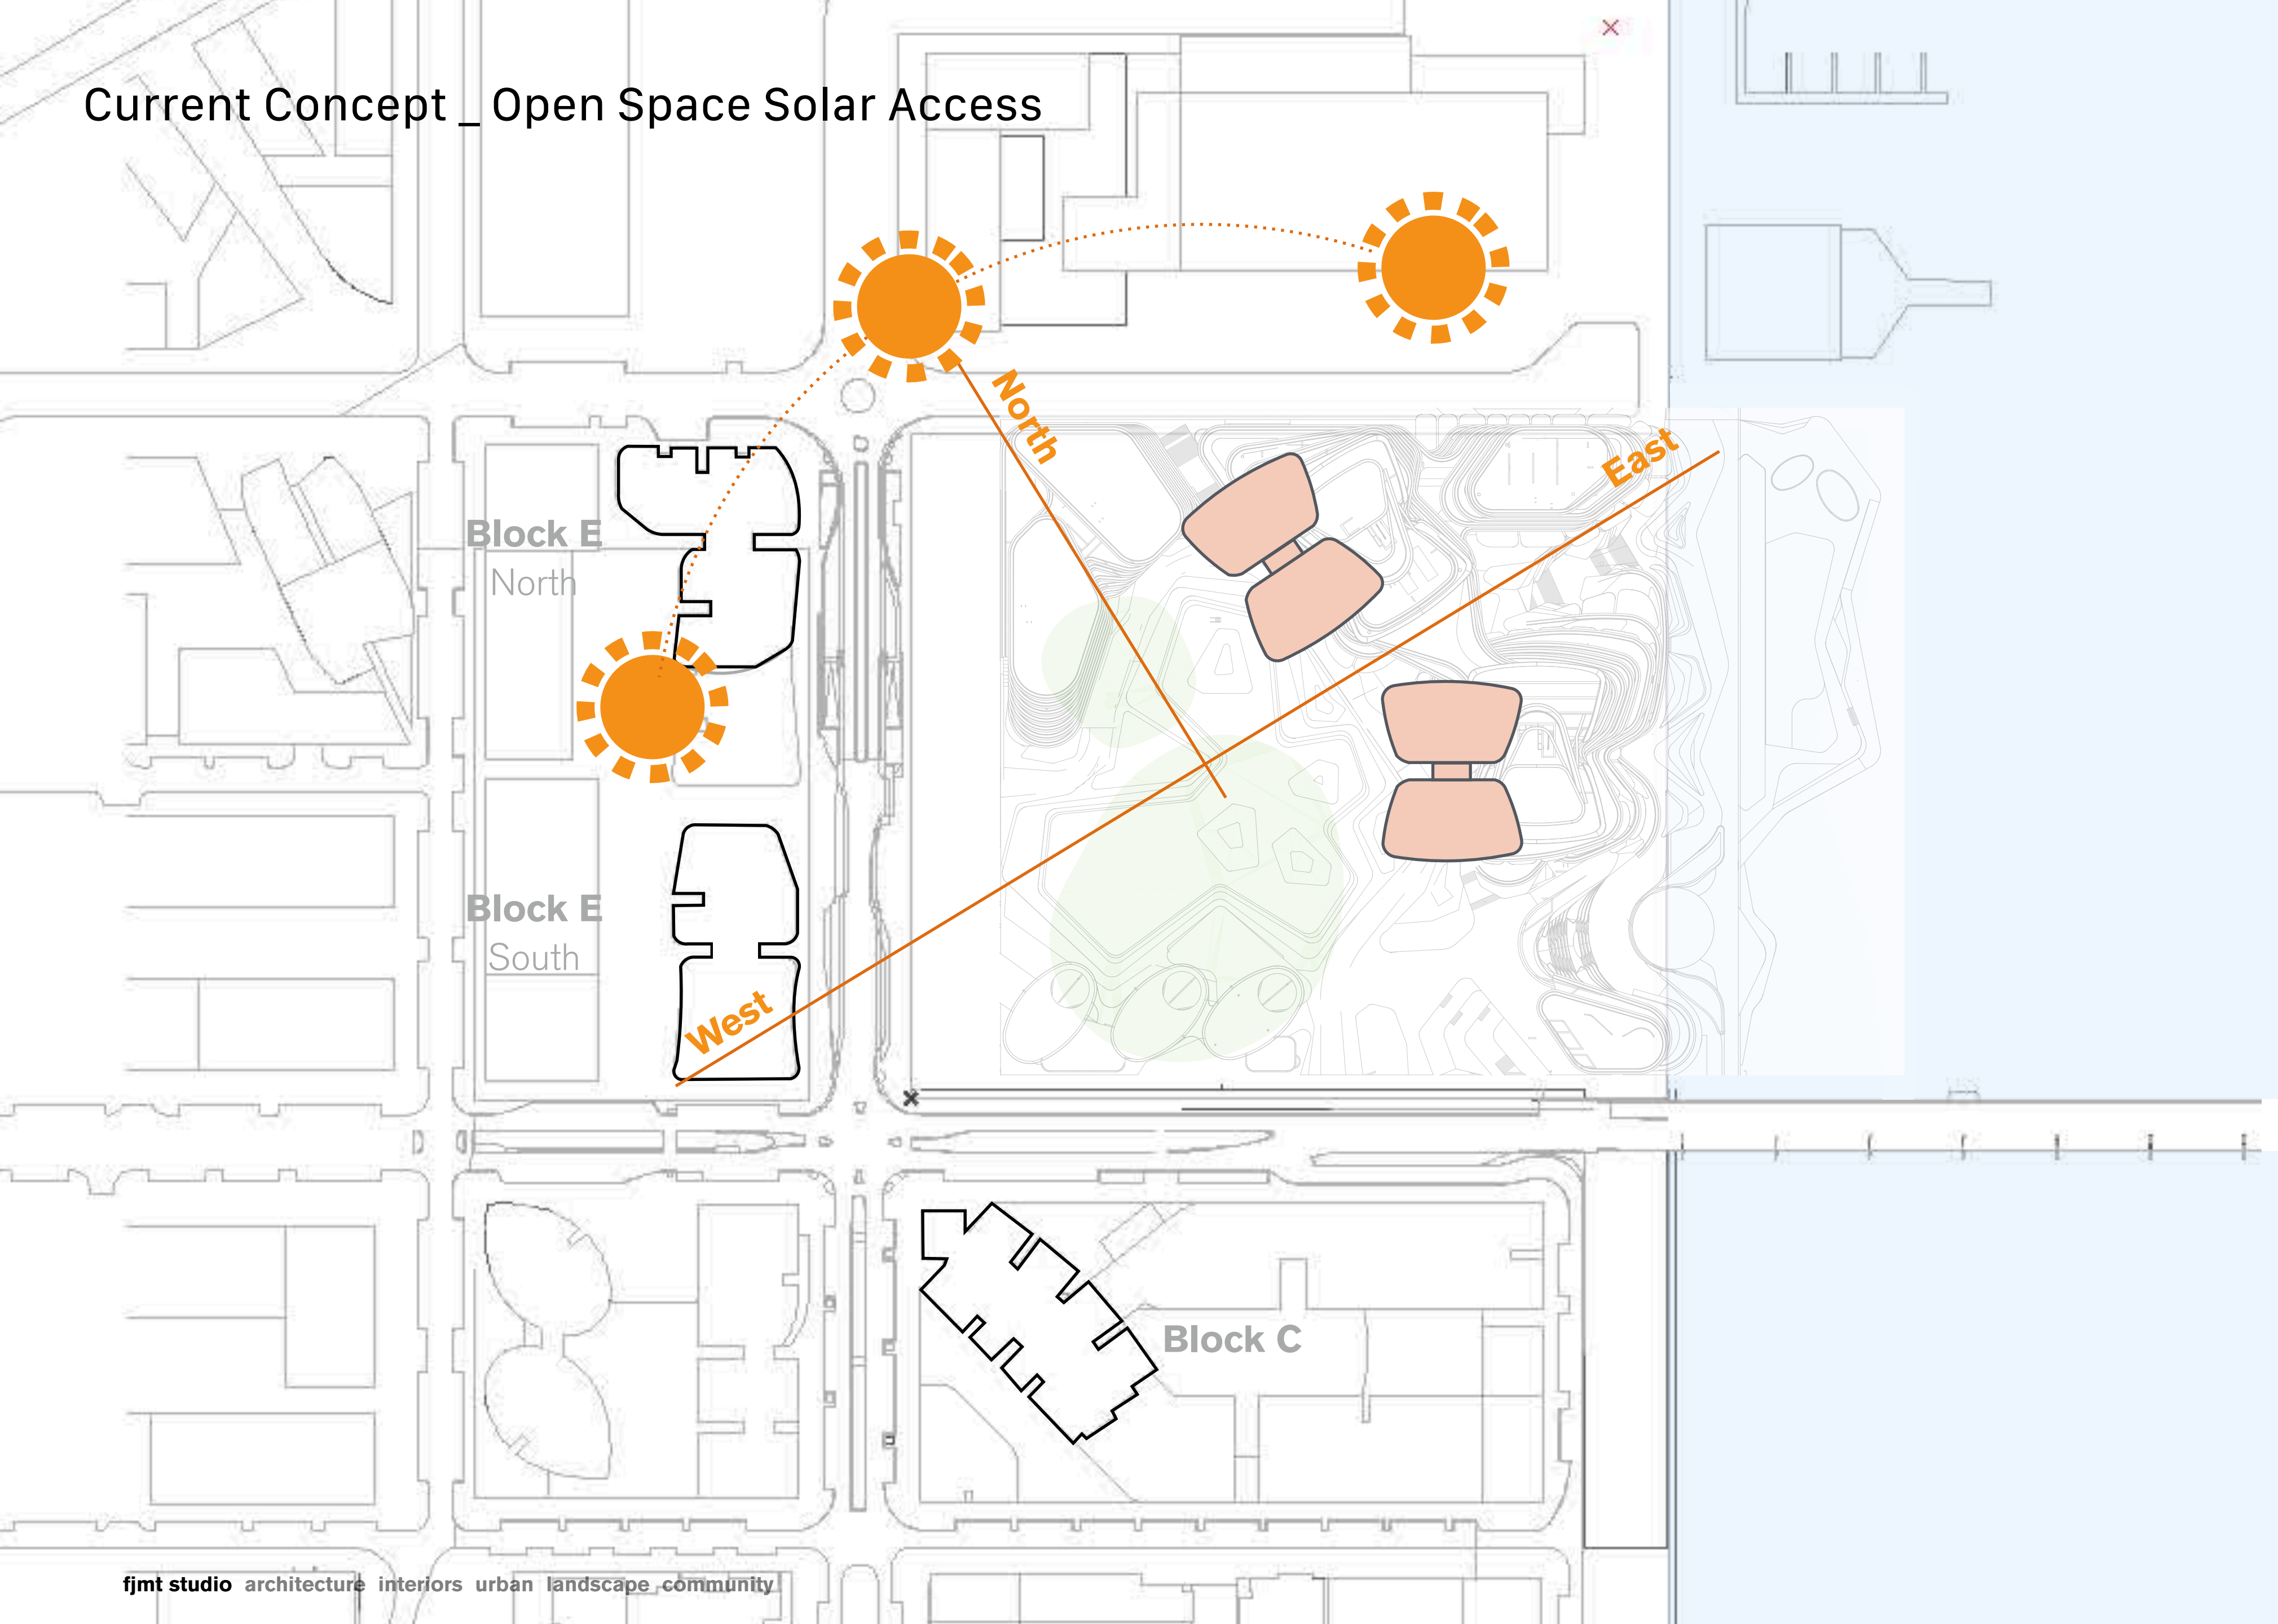 Current Concept _ Open Space Solar Access
North
East
Block E
North
Block E
South
West
Block C
fjmt studio architecture interiors urban landscape community